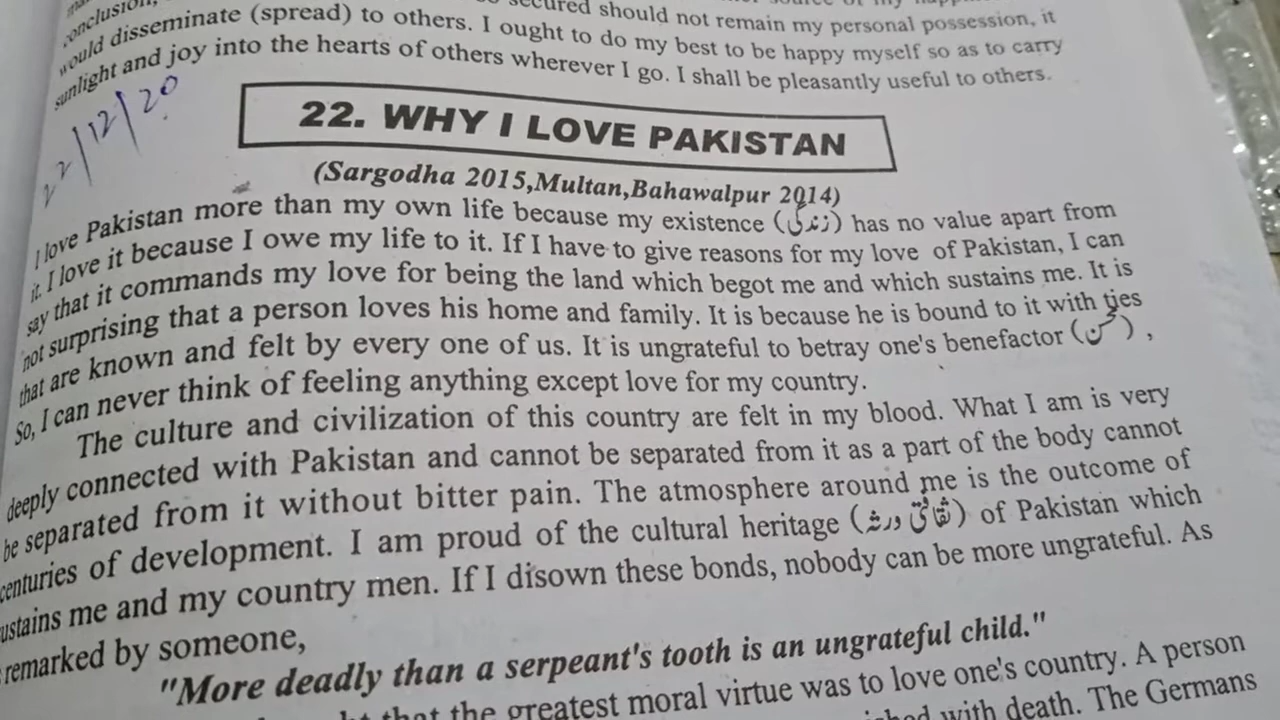 conclusion, secured should not remain my personal possession, it
would disseminate (spread) to others. I ought to do my best to be happy myself so as to carry
sunlight and joy into the hearts of others wherever I go. I shall be pleasantly useful to others.
22/12/20
22. WHY I LOVE PAKISTAN
(Sargodha 2015,Multan,Bahawalpur 2014)
I love Pakistan more than my own life because my existence (زندگی) has no value apart from
it. I love it because I owe my life to it. If I have to give reasons for my love of Pakistan, I can
say that it commands my love for being the land which begot me and which sustains me. It is
not surprising that a person loves his home and family. It is because he is bound to it with ties
that are known and felt by every one of us. It is ungrateful to betray one's benefactor (محسن) ,
So, I can never think of feeling anything except love for my country.
The culture and civilization of this country are felt in my blood. What I am is very
deeply connected with Pakistan and cannot be separated from it as a part of the body cannot
be separated from it without bitter pain. The atmosphere around me is the outcome of
centuries of development. I am proud of the cultural heritage (ثقافتی ورثہ) of Pakistan which
ustains me and my country men. If I disown these bonds, nobody can be more ungrateful. As
remarked by someone,
"More deadly than a serpeant's tooth is an ungrateful child."
that the greatest moral virtue was to love one's country. A person
with death. The Germans